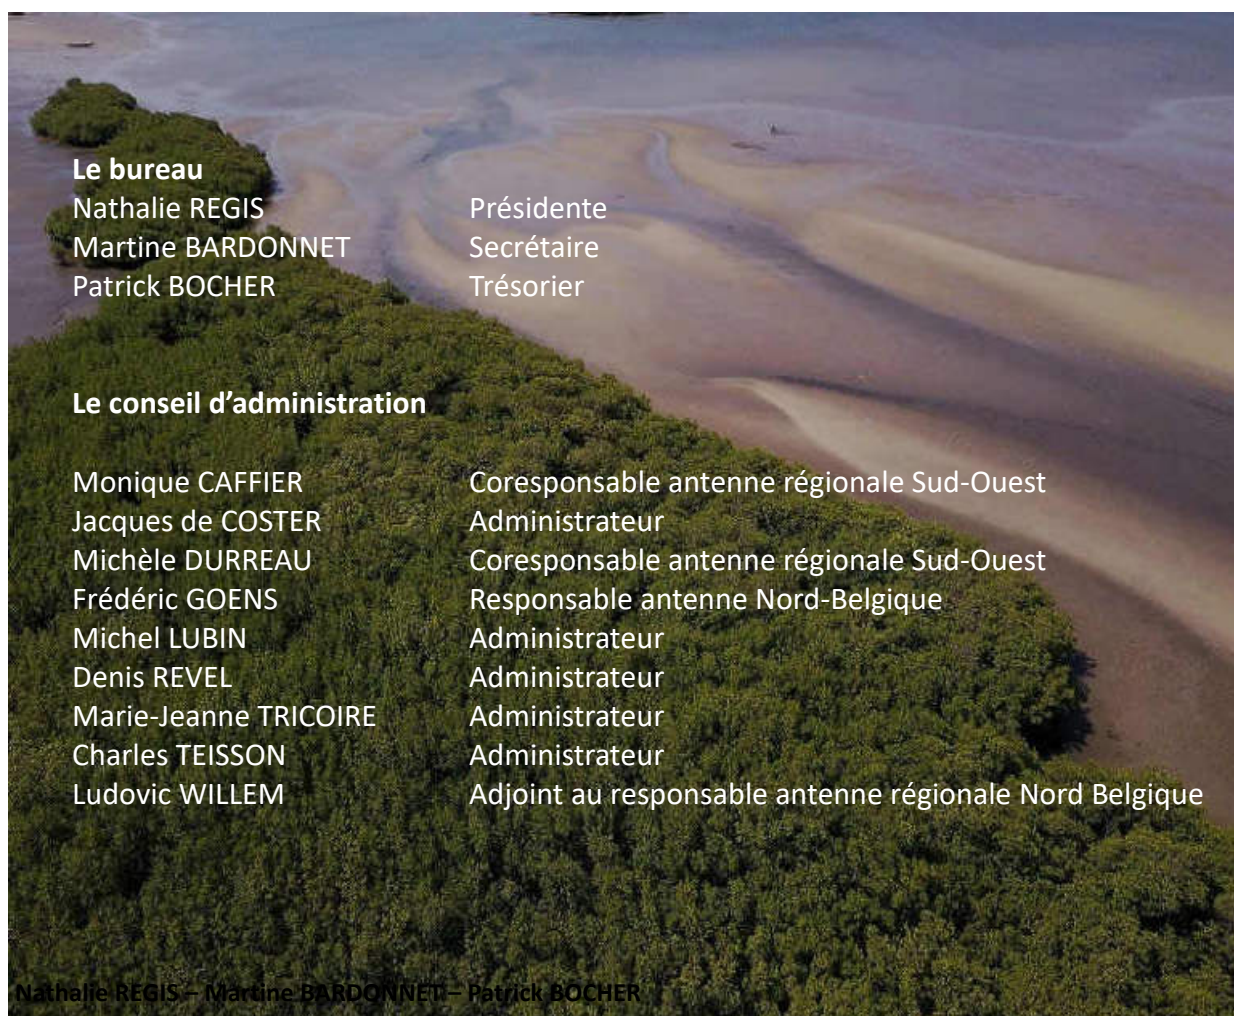 Le bureau
Nathalie REGIS Présidente
Martine BARDONNET Secrétaire
Patrick BOCHER Trésorier
Le conseil d’administration
Monique CAFFIER Coresponsable antenne régionale Sud-Ouest
Jacques de COSTER Administrateur
Michèle DURREAU Coresponsable antenne régionale Sud-Ouest
Frédéric GOENS Responsable antenne Nord-Belgique
Michel LUBIN Administrateur
Denis REVEL Administrateur
Marie-Jeanne TRICOIRE Administrateur
Charles TEISSON Administrateur
Ludovic WILLEM Adjoint au responsable antenne régionale Nord Belgique
Nathalie REGIS – Martine BARDONNET – Patrick BOCHER